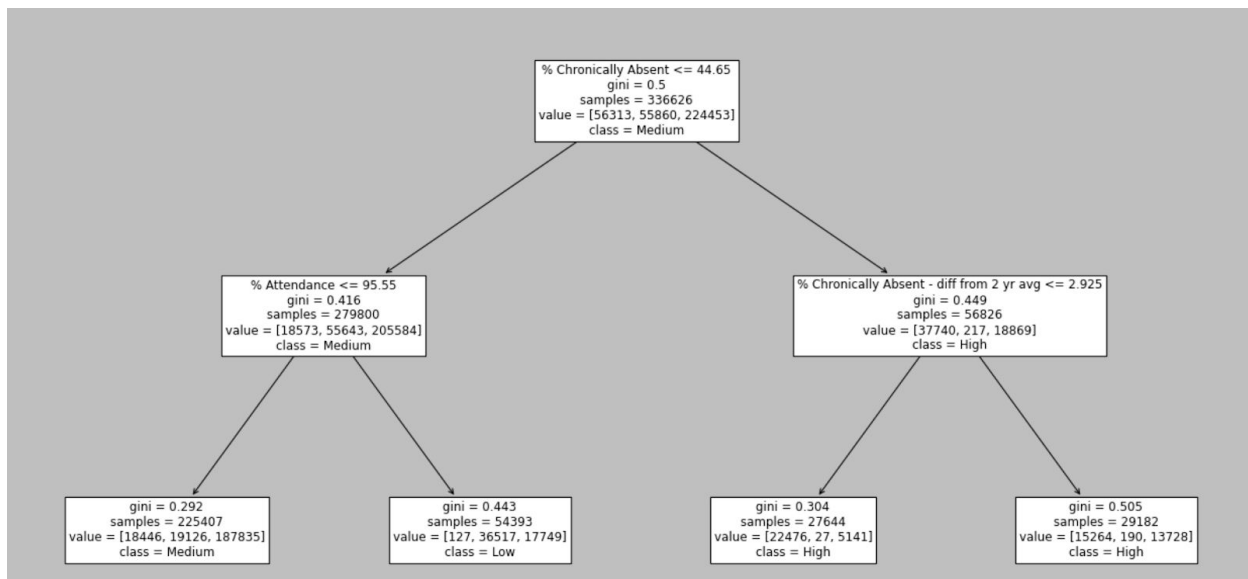 % Chronically Absent <= 44.65
gini = 0.5
samples = 336626
value = [56313, 55860, 224453]
class = Medium
% Attendance <= 95.55
gini = 0.416
samples = 279800
value = [18573, 55643, 205584]
class = Medium
% Chronically Absent - diff from 2 yr avg <= 2.925
gini = 0.449
samples = 56826
value = [37740, 217, 18869]
class = High
gini = 0.292
samples = 225407
value = [18446, 19126, 187835]
class = Medium
gini = 0.443
samples = 54393
value = [127, 36517, 17749]
class = Low
gini = 0.304
samples = 27644
value = [22476, 27, 5141]
class = High
gini = 0.505
samples = 29182
value = [15264, 190, 13728]
class = High